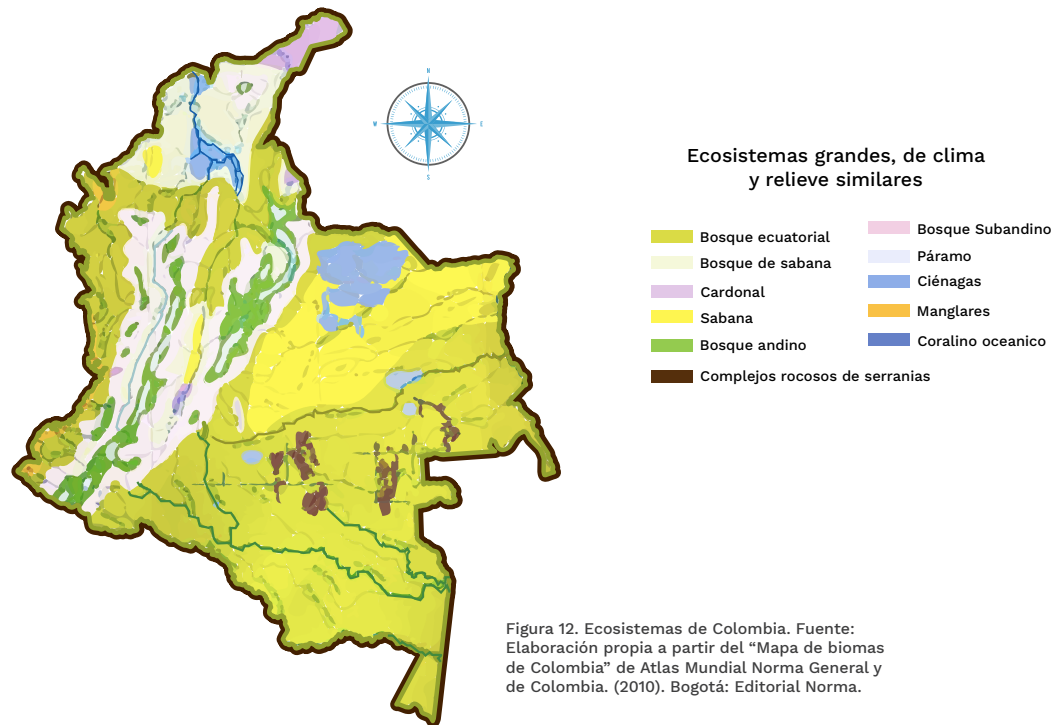 N
W
E
S
Ecosistemas grandes, de clima
y relieve similares
Bosque ecuatorial
Bosque de sabana
Cardonal
Sabana
Bosque andino
Complejos rocosos de serranias
Bosque Subandino
Páramo
Ciénagas
Manglares
Coralino oceanico
Figura 12. Ecosistemas de Colombia. Fuente:
Elaboración propia a partir del “Mapa de biomas
de Colombia” de Atlas Mundial Norma General y
de Colombia. (2010). Bogotá: Editorial Norma.